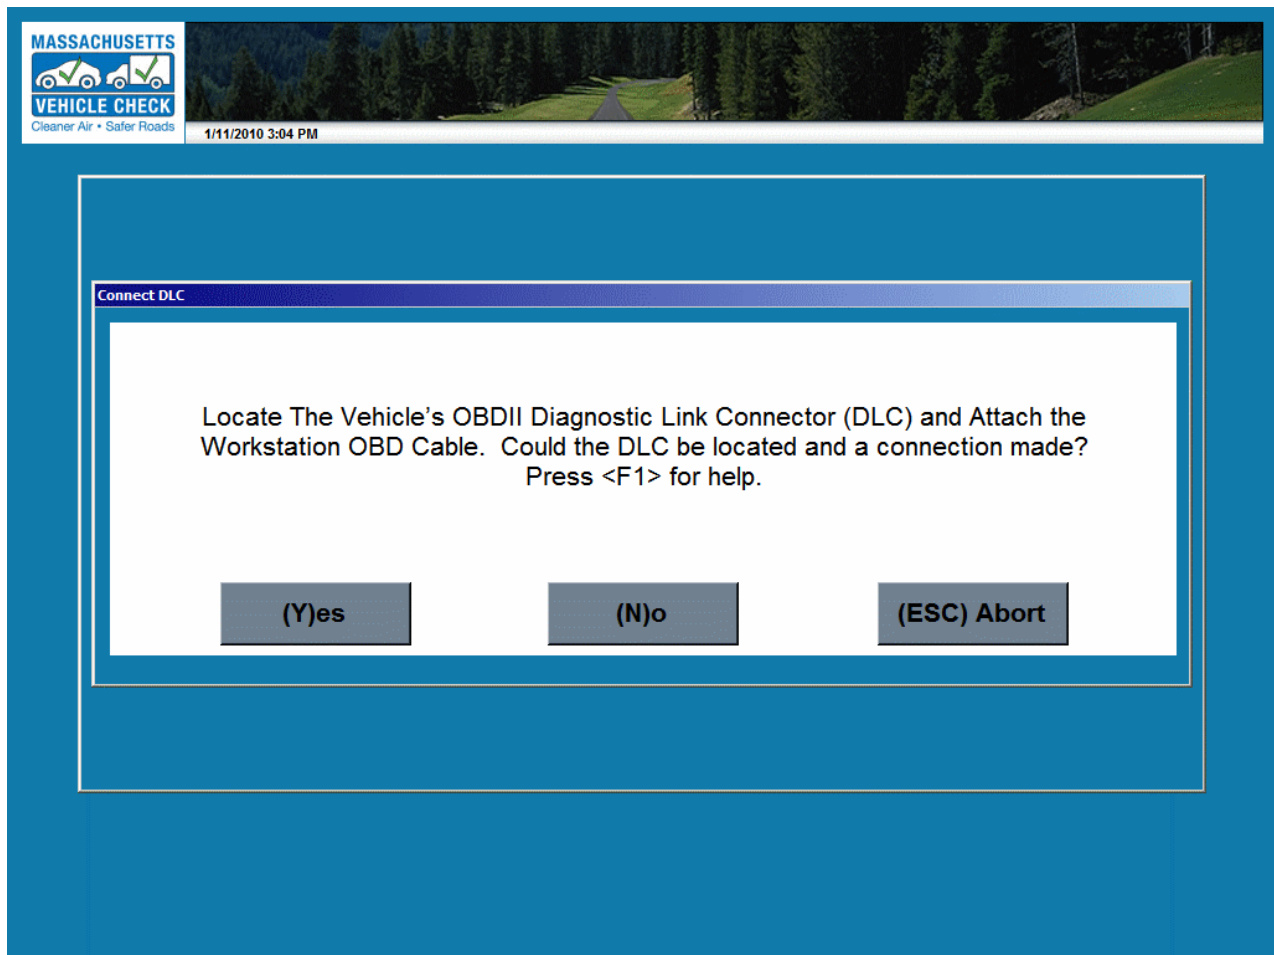 MASSACHUSETTS
VEHICLE CHECK
Cleaner Air • Safer Roads
1/11/2010 3:04 PM
Connect DLC
Locate The Vehicle’s OBDII Diagnostic Link Connector (DLC) and Attach the
Workstation OBD Cable.  Could the DLC be located and a connection made?
Press <F1> for help.
(Y)es
(N)o
(ESC) Abort